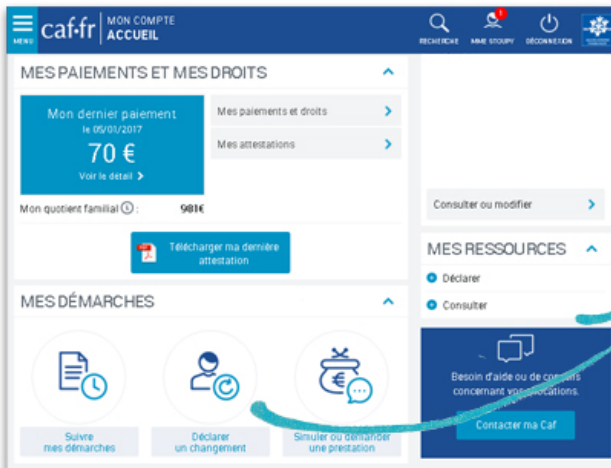 caf.fr MON COMPTE
ACCUEIL
MENU
RECHERCHE
1
MME STOUPY
DÉCONNEXION
MES PAIEMENTS ET MES DROITS
Mon dernier paiement
le 05/01/2017
70 €
Voir le détail
Mes paiements et droits
Mes attestations
Mon quotient familial :
981€
Télécharger ma dernière
attestation
MES DÉMARCHES
Suivre
mes démarches
Déclarer
un changement
Simuler ou demander
une prestation
Consulter ou modifier
MES RESSOURCES
Déclarer
Consulter
Besoin d'aide ou de conseils
concernant vos allocations.
Contacter ma Caf